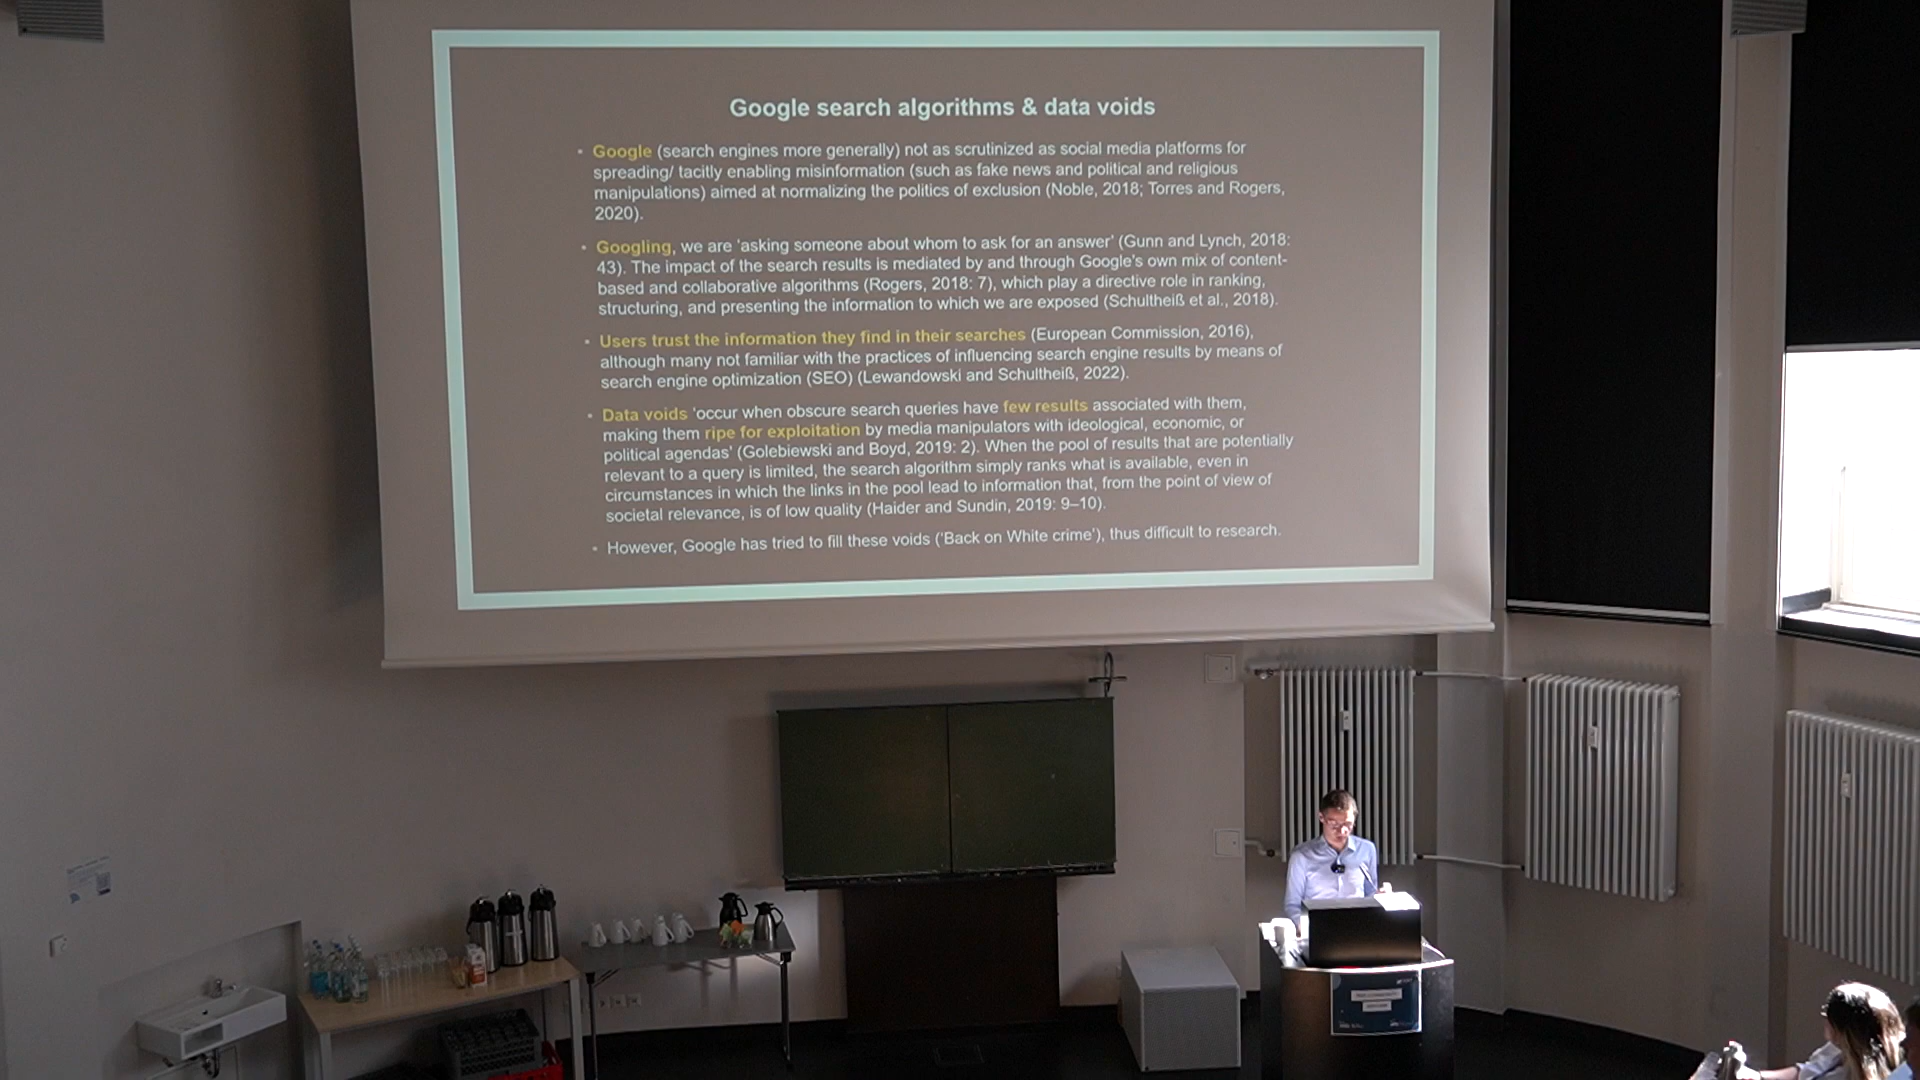 Google search algorithms & data voids
• Google (search engines more generally) not as scrutinized as social media platforms for
spreading/ tacitly enabling misinformation (such as fake news and political and religious
manipulations) aimed at normalizing the politics of exclusion (Noble, 2018; Torres and Rogers,
2020).
• Googling, we are 'asking someone about whom to ask for an answer' (Gunn and Lynch, 2018:
43). The impact of the search results is mediated by and through Google's own mix of content-
based and collaborative algorithms (Rogers, 2018: 7), which play a directive role in ranking,
structuring, and presenting the information to which we are exposed (Schultheiß et al., 2018).
• Users trust the information they find in their searches (European Commission, 2016),
although many not familiar with the practices of influencing search engine results by means of
search engine optimization (SEO) (Lewandowski and Schultheiß, 2022).
• Data voids 'occur when obscure search queries have few results associated with them,
making them ripe for exploitation by media manipulators with ideological, economic, or
political agendas' (Golebiewski and Boyd, 2019: 2). When the pool of results that are potentially
relevant to a query is limited, the search algorithm simply ranks what is available, even in
circumstances in which the links in the pool lead to information that, from the point of view of
societal relevance, is of low quality (Haider and Sundin, 2019: 9–10).
• However, Google has tried to fill these voids ('Back on White crime'), thus difficult to research.